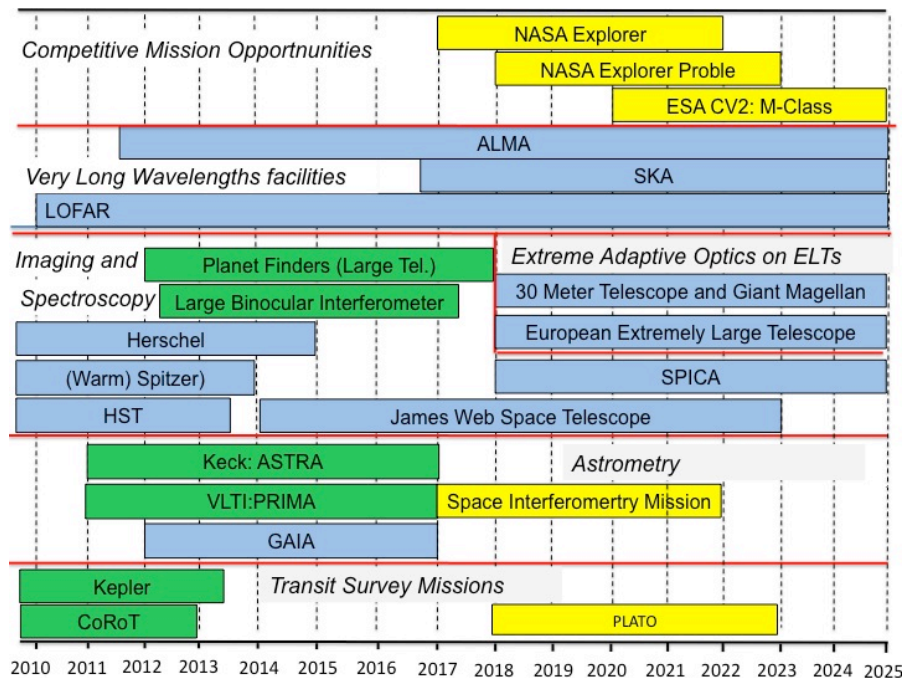 NASA Explorer
Competitive Mission Opportnunities
NASA Explorer Proble
ESA CV2: M-Class
ALMA
Very Long Wavelengths facilities
SKA
LOFAR
Imaging and
Planet Finders (Large Tel.)
Extreme Adaptive Optics on ELTs
Spectroscopy
Large Binocular Interferometer
30 Meter Telescope and Giant Magellan
Herschel
European Extremely Large Telescope
(Warm) Spitzer)
SPICA
HST
James Web Space Telescope
Keck: ASTRA
Astrometry
VLTI:PRIMA
Space Interferomertry Mission
GAIA
Kepler
Transit Survey Missions
CoRoT
PLATO
2010 2011 2012 2013 2014 2015 2016 2017 2018 2019 2020 2021 2022 2023 2024 2025